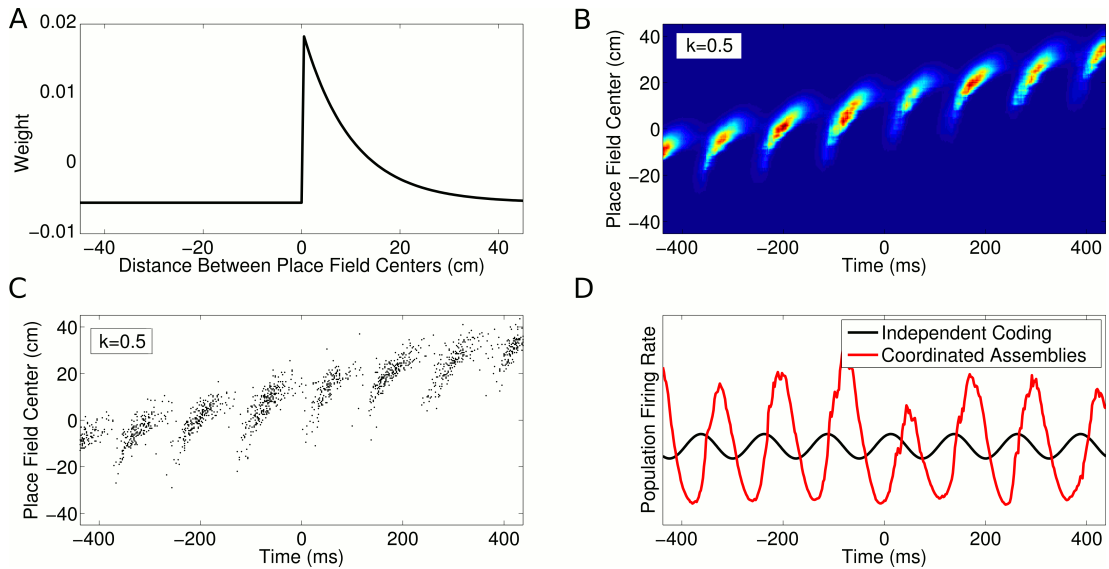 A
0.02
0.01
0
−0.01
Weight
−40
−20
0
20
40
Distance Between Place Field Centers (cm)
B
k=0.5
40
20
0
−20
−40
Place Field Center (cm)
−400
−200
0
200
400
Time (ms)
C
k=0.5
40
20
0
−20
−40
Place Field Center (cm)
−400
−200
0
200
400
Time (ms)
D
Independent Coding
Coordinated Assemblies
Population Firing Rate
−400
−200
0
200
400
Time (ms)